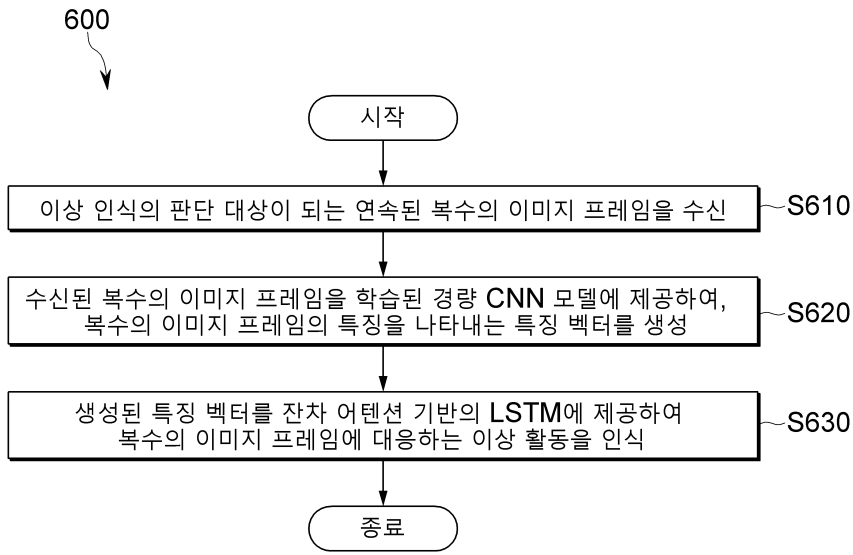 600
시작
이상 인식의 판단 대상이 되는 연속된 복수의 이미지 프레임을 수신
S610
수신된 복수의 이미지 프레임을 학습된 경량 CNN 모델에 제공하여,
복수의 이미지 프레임의 특징을 나타내는 특징 벡터를 생성
S620
생성된 특징 벡터를 잔차 어텐션 기반의 LSTM에 제공하여
복수의 이미지 프레임에 대응하는 이상 활동을 인식
S630
종료